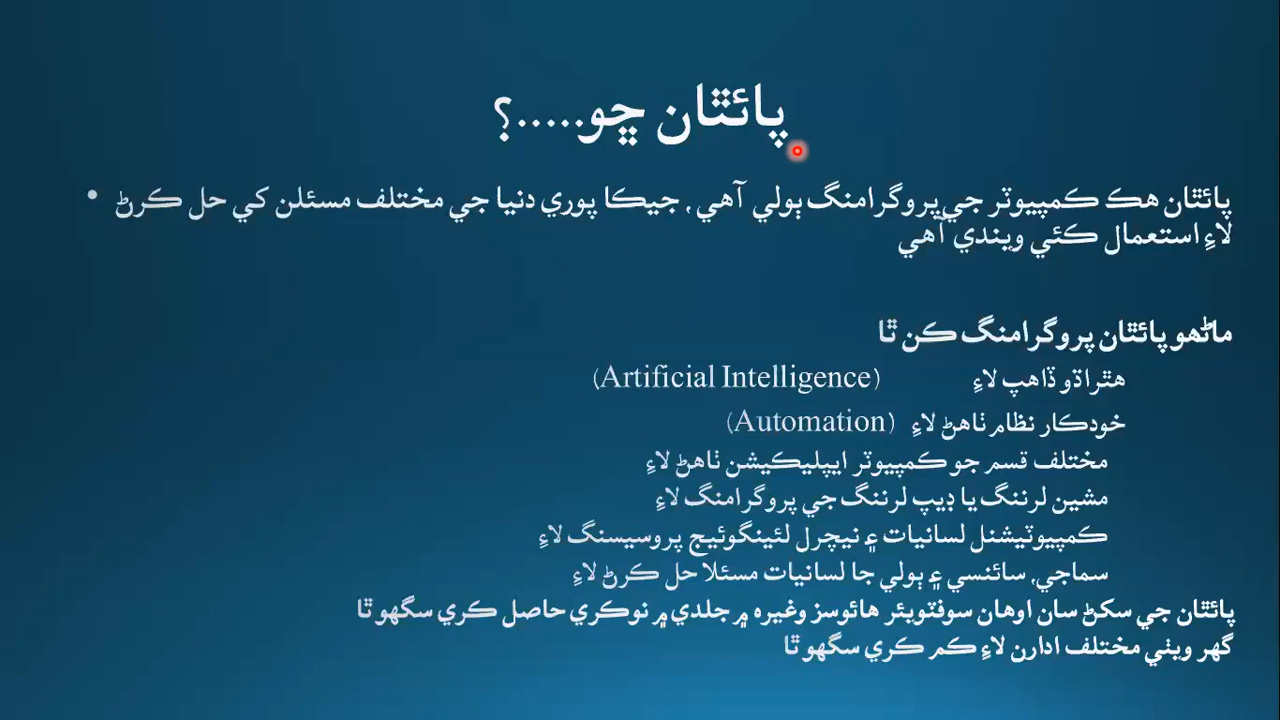 پائٿان ڇو.....؟
• پائٿان هڪ ڪمپيوٽر جي پروگرامنگ ٻولي آهي , جيڪا پوري دنيا جي مختلف مسئلن کي حل ڪرڻ
لاءِ استعمال ڪئي ويندي آهي
ماڻهو پائٿان پروگرامنگ ڪن ٿا
هٿراڌو ڏاهپ لاءِ (Artificial Intelligence)
خودڪار نظام ٺاهڻ لاءِ (Automation)
مختلف قسم جو ڪمپيوٽر ايپليڪيشن ٺاهڻ لاءِ
مشين لرننگ يا ڊيپ لرننگ جي پروگرامنگ لاءِ
ڪمپيوٽيشنل لسانيات ۽ نيچرل لئينگوئيج پروسيسنگ لاءِ
سماجي, سائنسي ۽ ٻولي جا لسانيات مسئلا حل ڪرڻ لاءِ
پائٿان جي سکڻ سان اوهان سوفٽويئر هائوسز وغيره ۾ جلدي ۾ نوڪري حاصل ڪري سگهو ٿا
گهر ويٺي مختلف ادارن لاءِ ڪم ڪري سگهو ٿا